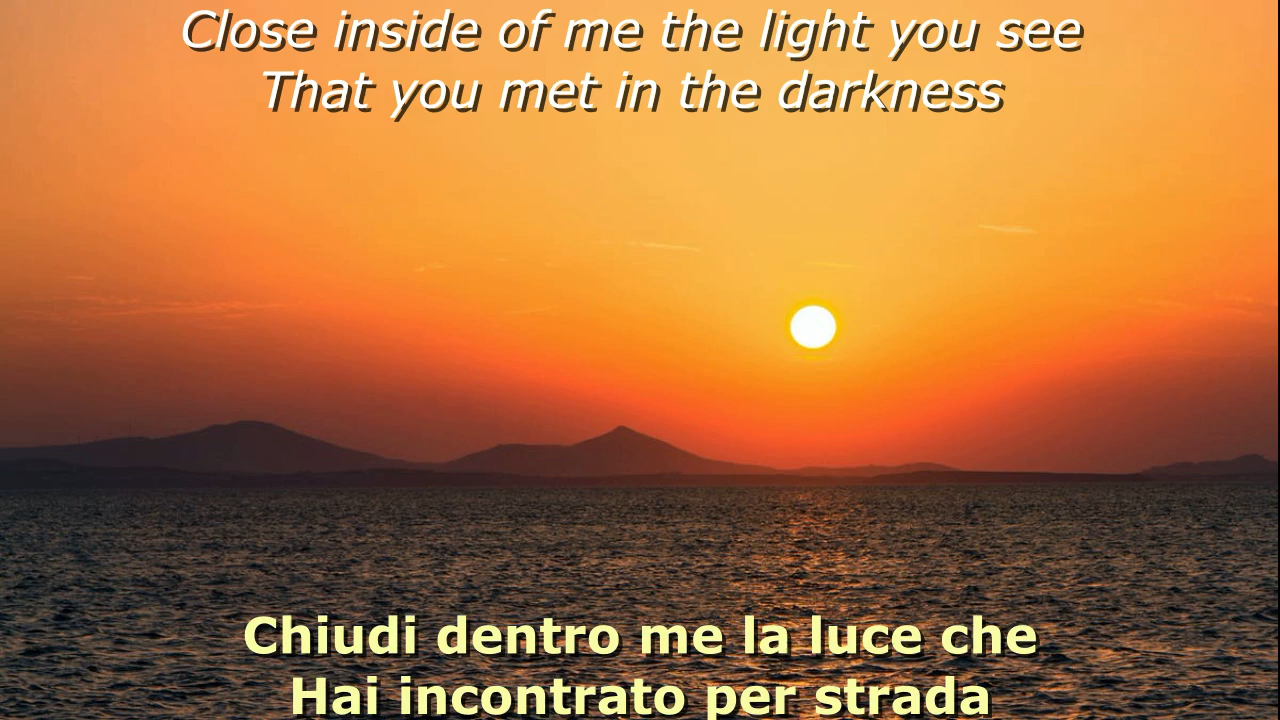 Close inside of me the light you see
That you met in the darkness
Chiudi dentro me la luce che
Hai incontrato per strada